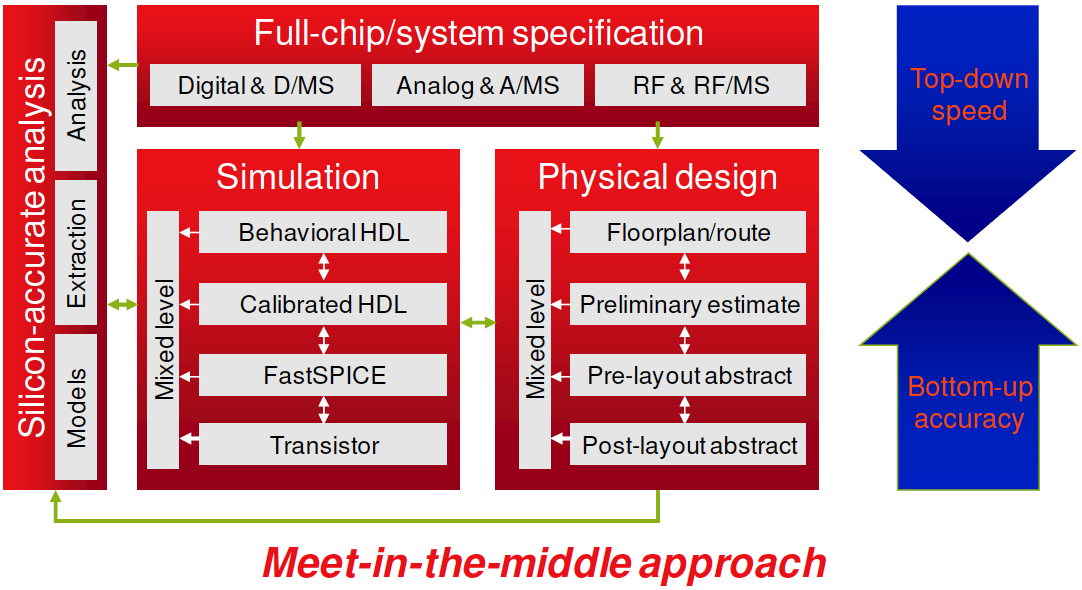 Full-chip/system specification
Digital & D/MS
Analog & A/MS
RF & RF/MS
Silicon-accurate analysis
Analysis
Extraction
Models
Simulation
Mixed level
Behavioral HDL
Calibrated HDL
FastSPICE
Transistor
Physical design
Mixed level
Floorplan/route
Preliminary estimate
Pre-layout abstract
Post-layout abstract
Top-down
speed
Bottom-up
accuracy
Meet-in-the-middle approach